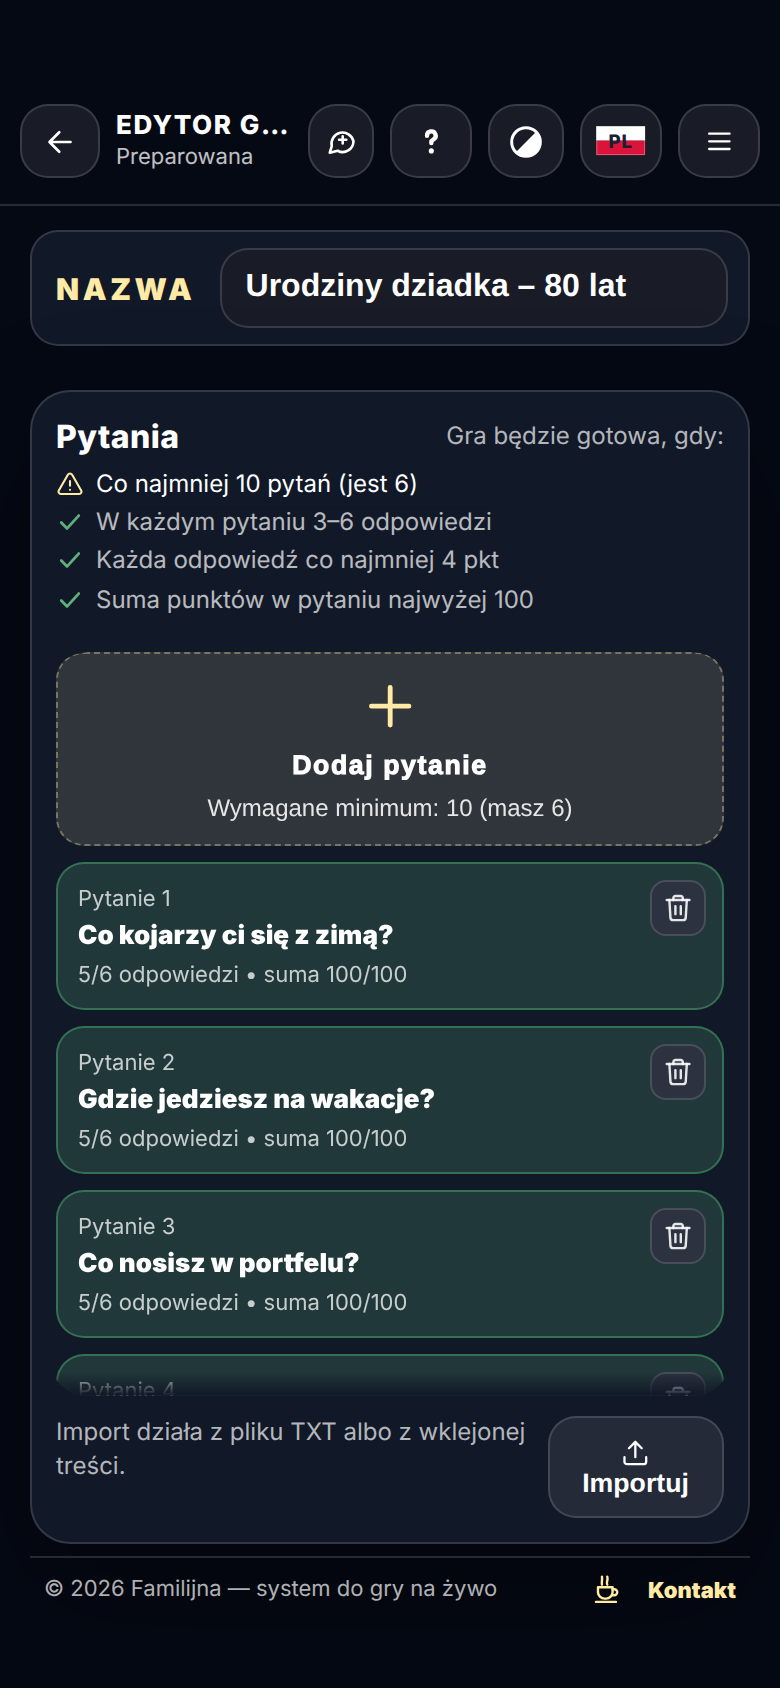 EDYTOR G...
Preparowana
?
PL
NAZWA
Urodziny dziadka – 80 lat
Pytania
Gra będzie gotowa, gdy:
Co najmniej 10 pytań (jest 6)
W każdym pytaniu 3–6 odpowiedzi
Każda odpowiedź co najmniej 4 pkt
Suma punktów w pytaniu najwyżej 100
Dodaj pytanie
Wymagane minimum: 10 (masz 6)
Pytanie 1
Co kojarzy ci się z zimą?
5/6 odpowiedzi • suma 100/100
Pytanie 2
Gdzie jedziesz na wakacje?
5/6 odpowiedzi • suma 100/100
Pytanie 3
Co nosisz w portfelu?
5/6 odpowiedzi • suma 100/100
Pytanie 4
Import działa z pliku TXT albo z wklejonej
treści.
Importuj
© 2026 Familijna — system do gry na żywo
Kontakt